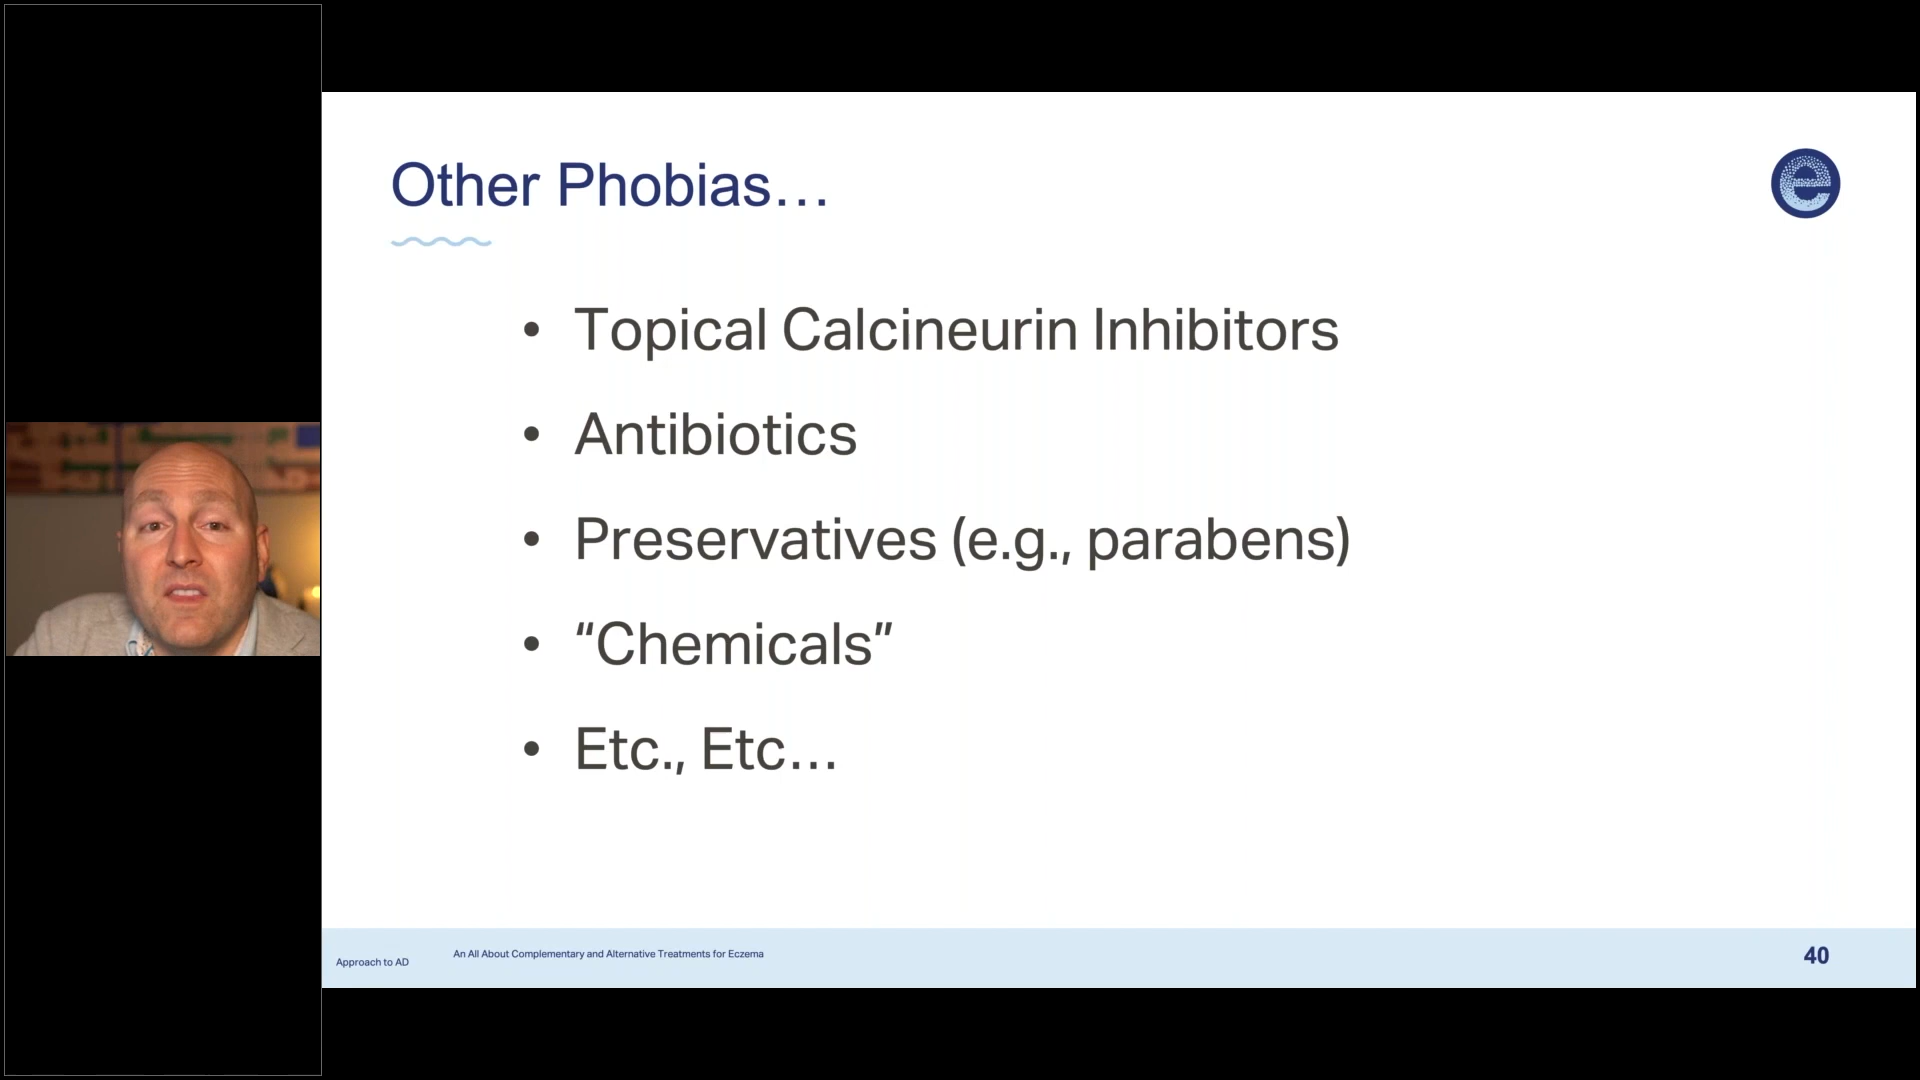 Other Phobias…
• Topical Calcineurin Inhibitors
• Antibiotics
• Preservatives (e.g., parabens)
• “Chemicals”
• Etc., Etc…
Approach to AD
An All About Complementary and Alternative Treatments for Eczema
40
e